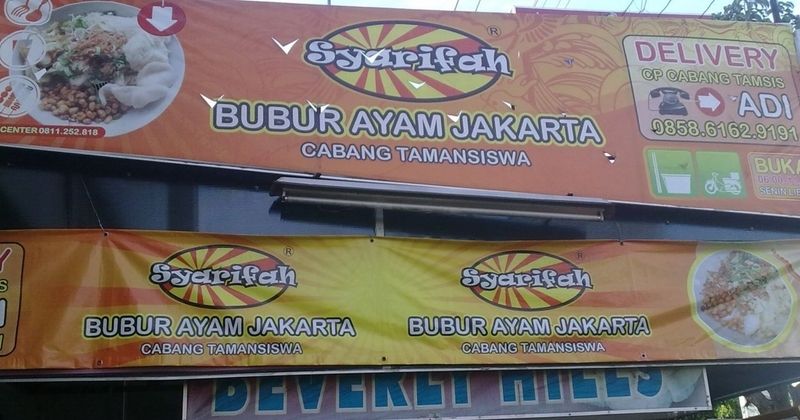 Syarifah ®
BUBUR AYAM JAKARTA
CABANG TAMANSISWA
CENTER 0811.252.818
DELIVERY
CP CABANG TAMSIS
ADI
0858.6162.9191
BUKA
SENIN
Syarifah ®
BUBUR AYAM JAKARTA
CABANG TAMANSISWA
Syarifah ®
BUBUR AYAM JAKARTA
CABANG TAMANSISWA
BEVERLY HILLS